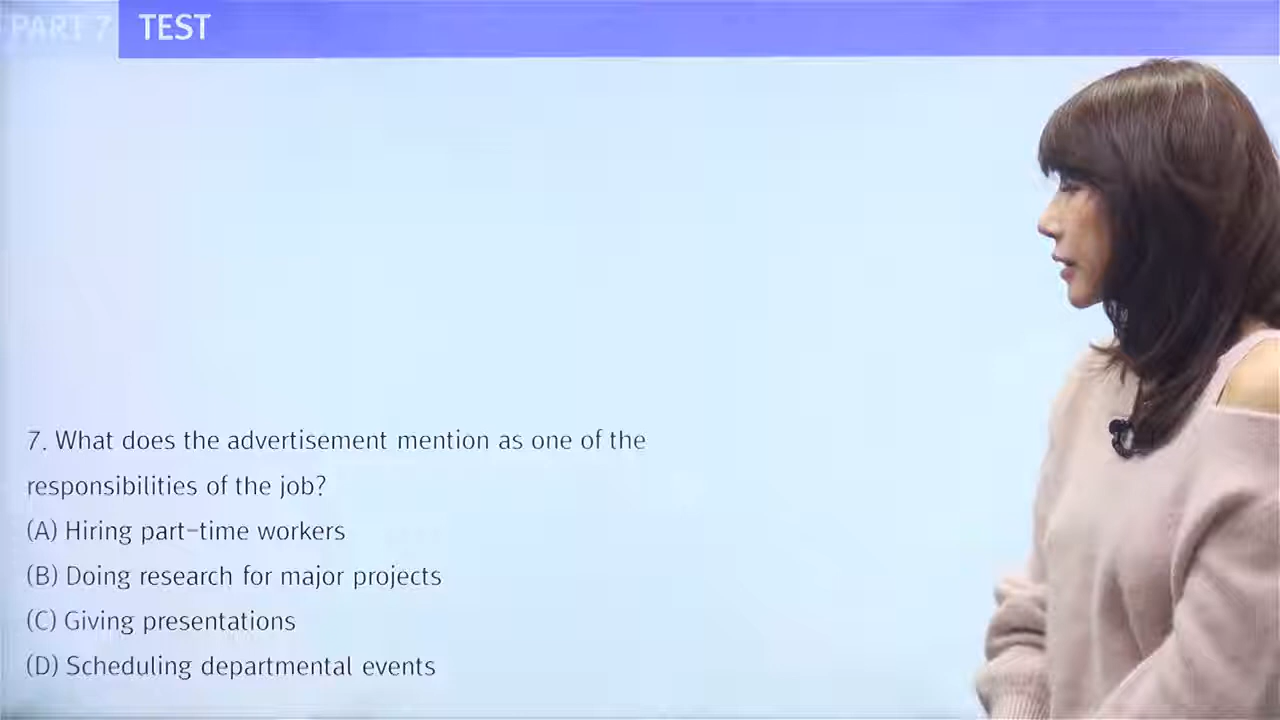 PART 7 TEST
7. What does the advertisement mention as one of the
responsibilities of the job?
(A) Hiring part-time workers
(B) Doing research for major projects
(C) Giving presentations
(D) Scheduling departmental events